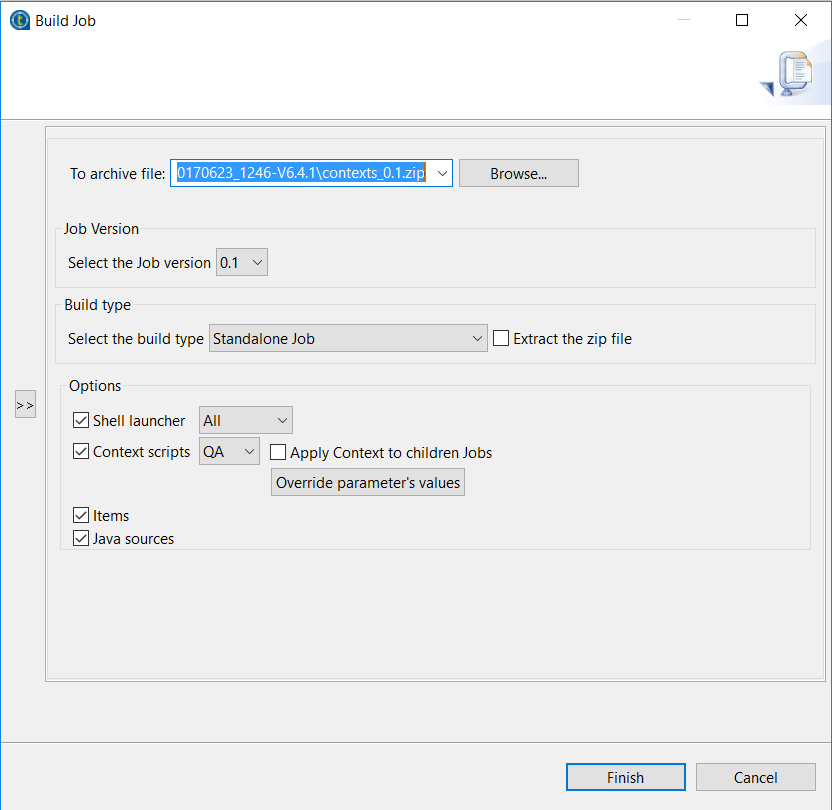 Build Job
To archive file: 0170623_1246-V6.4.1\contexts_0.1.zip Browse...
Job Version
Select the Job version 0.1
Build type
Select the build type Standalone Job Extract the zip file
Options
>>
Shell launcher All
Context scripts QA Apply Context to children Jobs
Override parameter's values
Items
Java sources
Finish Cancel